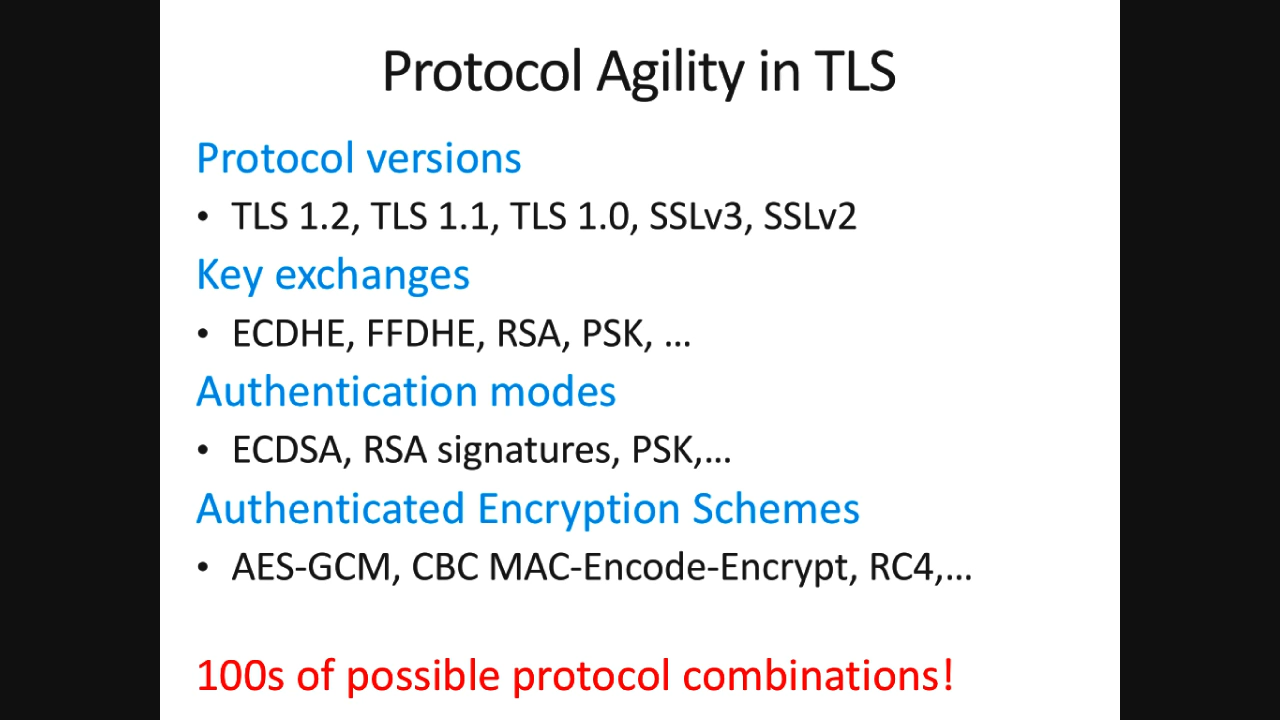 Protocol Agility in TLS
Protocol versions
• TLS 1.2, TLS 1.1, TLS 1.0, SSLv3, SSLv2
Key exchanges
• ECDHE, FFDHE, RSA, PSK, ...
Authentication modes
• ECDSA, RSA signatures, PSK,...
Authenticated Encryption Schemes
• AES-GCM, CBC MAC-Encode-Encrypt, RC4,...
100s of possible protocol combinations!